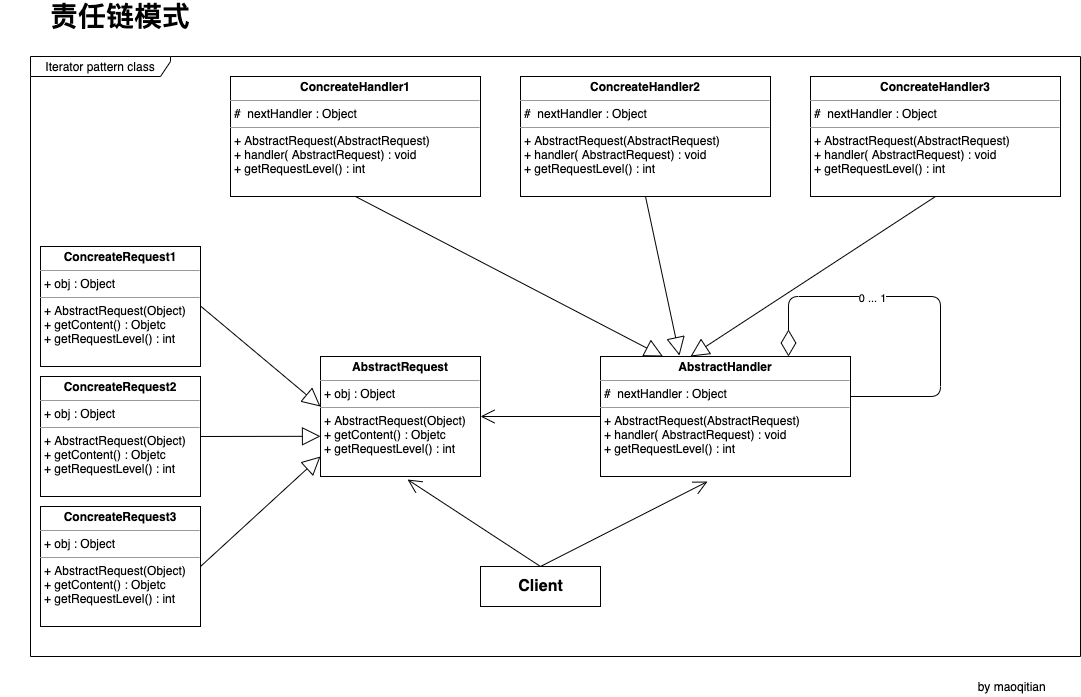 责任链模式
Iterator pattern class
ConcreateHandler1
# nextHandler : Object
+ AbstractRequest(AbstractRequest)
+ handler( AbstractRequest) : void
+ getRequestLevel() : int
ConcreateHandler2
# nextHandler : Object
+ AbstractRequest(AbstractRequest)
+ handler( AbstractRequest) : void
+ getRequestLevel() : int
ConcreateHandler3
# nextHandler : Object
+ AbstractRequest(AbstractRequest)
+ handler( AbstractRequest) : void
+ getRequestLevel() : int
ConcreateRequest1
+ obj : Object
+ AbstractRequest(Object)
+ getContent() : Objetc
+ getRequestLevel() : int
ConcreateRequest2
+ obj : Object
+ AbstractRequest(Object)
+ getContent() : Objetc
+ getRequestLevel() : int
ConcreateRequest3
+ obj : Object
+ AbstractRequest(Object)
+ getContent() : Objetc
+ getRequestLevel() : int
AbstractRequest
+ obj : Object
+ AbstractRequest(Object)
+ getContent() : Objetc
+ getRequestLevel() : int
0 ... 1
AbstractHandler
# nextHandler : Object
+ AbstractRequest(AbstractRequest)
+ handler( AbstractRequest) : void
+ getRequestLevel() : int
Client
by maoqitian